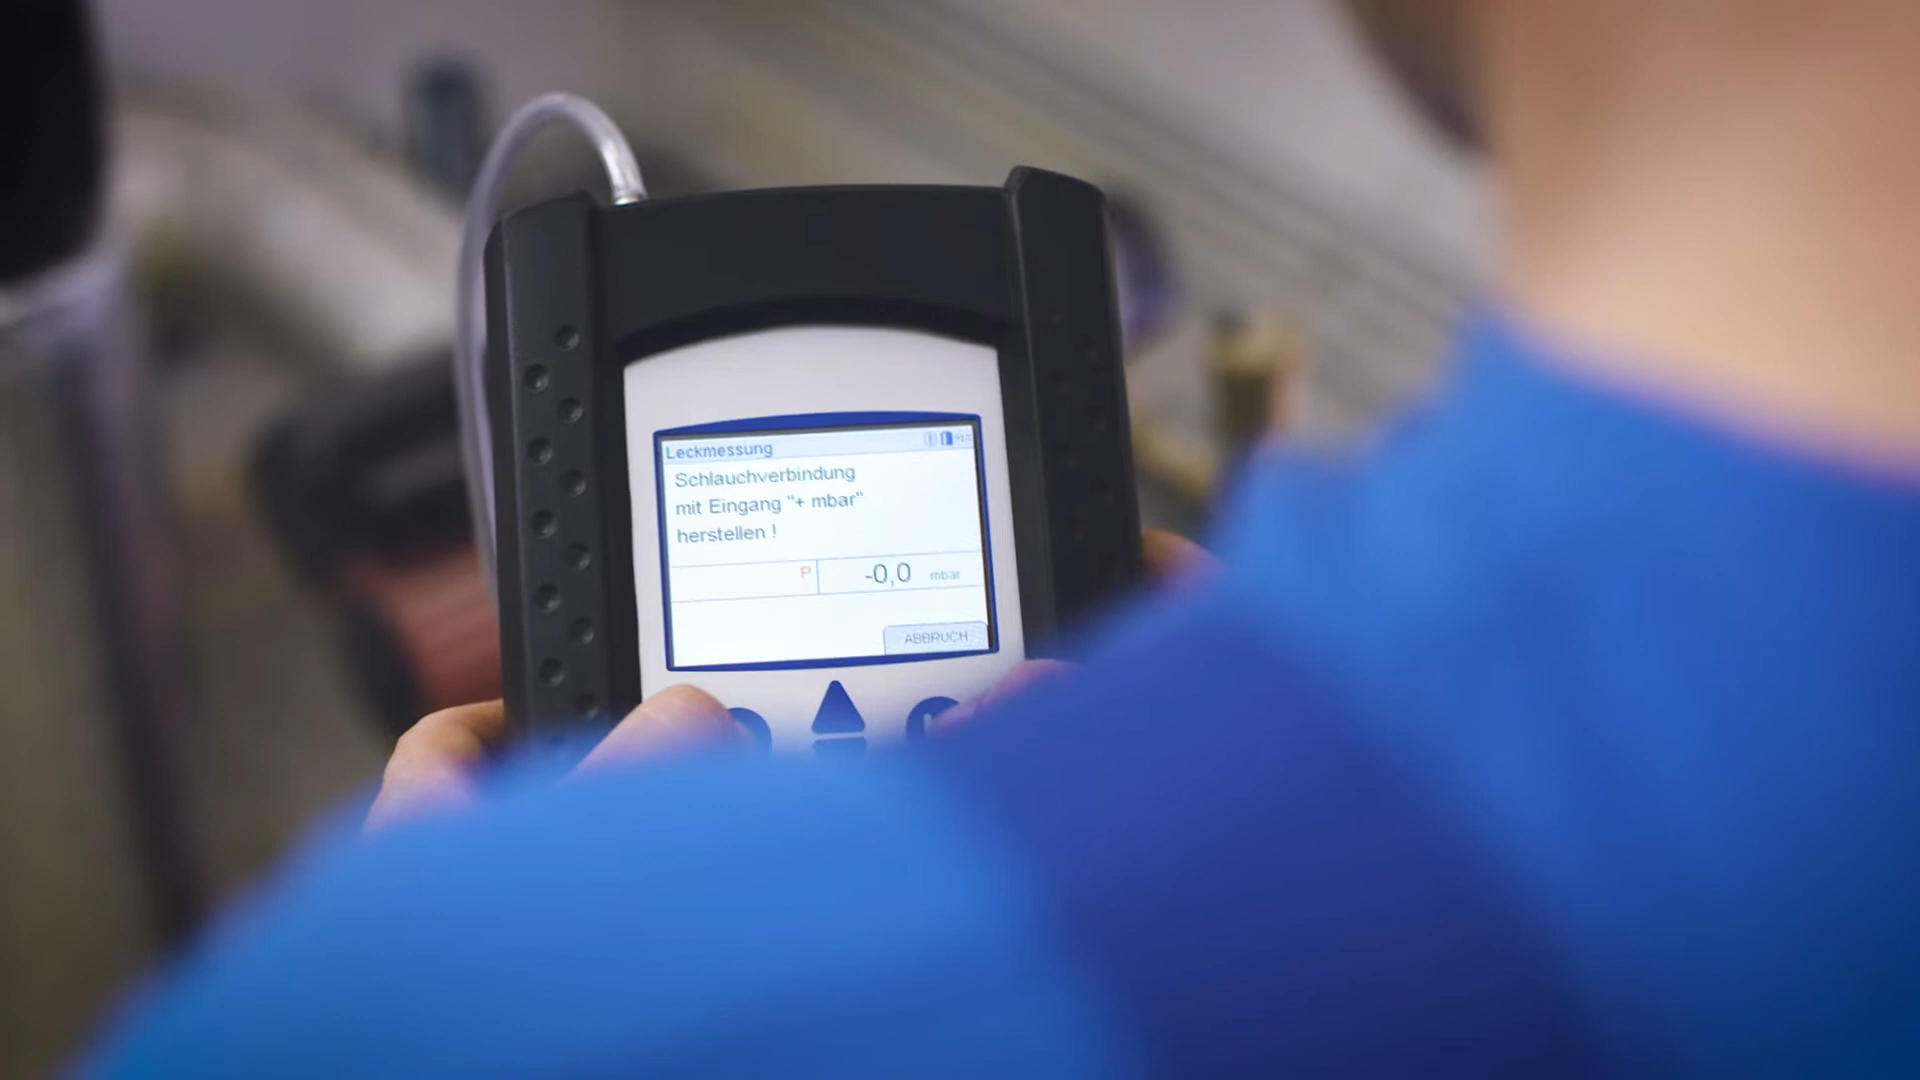 Leckmessung
Schlauchverbindung
mit Eingang "+ mbar"
herstellen !
P -0,0 mbar
ABBRUCH